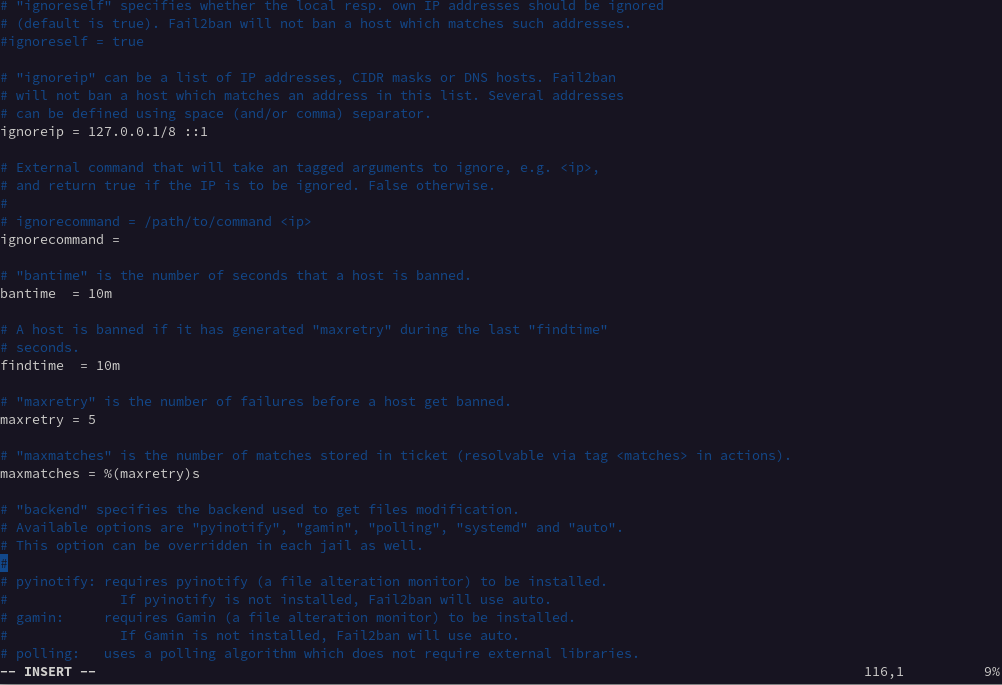 # "ignoreself" specifies whether the local resp. own IP addresses should be ignored
# (default is true). Fail2ban will not ban a host which matches such addresses.
#ignoreself = true
# "ignoreip" can be a list of IP addresses, CIDR masks or DNS hosts. Fail2ban
# will not ban a host which matches an address in this list. Several addresses
# can be defined using space (and/or comma) separator.
ignoreip = 127.0.0.1/8 ::1
# External command that will take an tagged arguments to ignore, e.g. <ip>,
# and return true if the IP is to be ignored. False otherwise.
#
# ignorecommand = /path/to/command <ip>
ignorecommand =
# "bantime" is the number of seconds that a host is banned.
bantime  = 10m
# A host is banned if it has generated "maxretry" during the last "findtime"
# seconds.
findtime  = 10m
# "maxretry" is the number of failures before a host get banned.
maxretry = 5
# "maxmatches" is the number of matches stored in ticket (resolvable via tag <matches> in actions).
maxmatches = %(maxretry)s
# "backend" specifies the backend used to get files modification.
# Available options are "pyinotify", "gamin", "polling", "systemd" and "auto".
# This option can be overridden in each jail as well.
#
# pyinotify: requires pyinotify (a file alteration monitor) to be installed.
#              If pyinotify is not installed, Fail2ban will use auto.
# gamin:     requires Gamin (a file alteration monitor) to be installed.
#              If Gamin is not installed, Fail2ban will use auto.
# polling:   uses a polling algorithm which does not require external libraries.
-- INSERT -- 116,1 9%